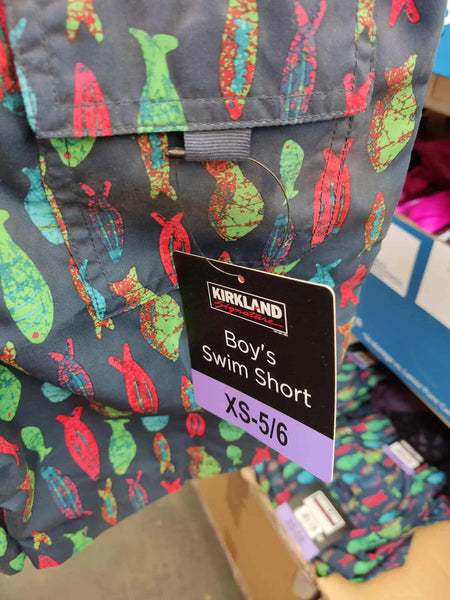 KIRKLAND
Signature
Boy's
Swim Short
XS-5/6